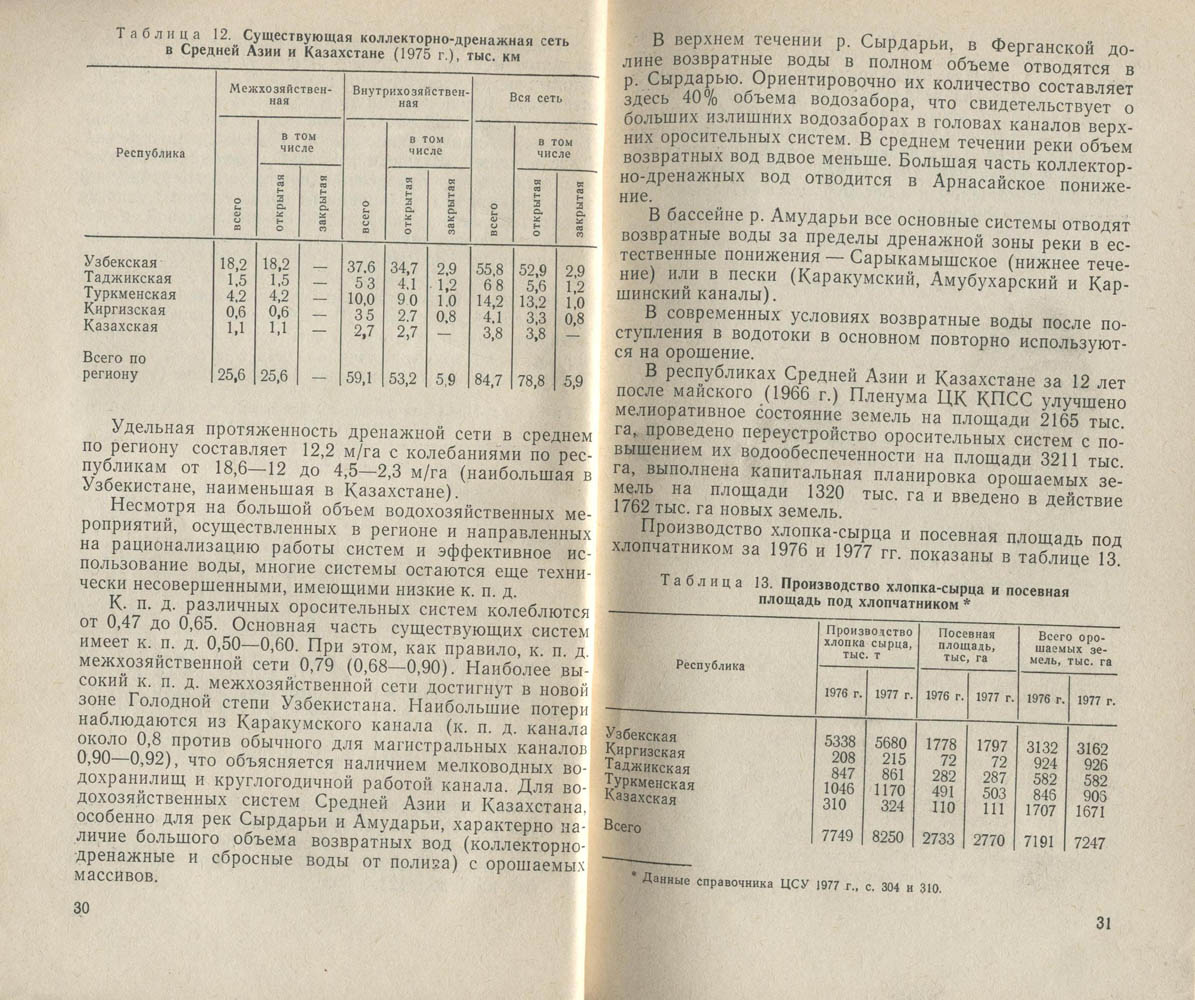 Таблица 12. Существующая коллекторно-дренажная сеть
в Средней Азии и Казахстане (1975 г.), тыс. км
Республика
Межхозяйствен-
ная
Внутрихозяйствен-
ная
Вся сеть
в том
числе
в том
числе
в том
числе
всего
открытая
закрытая
всего
открытая
закрытая
всего
открытая
закрытая
Узбекская 18,2 18,2 — 37.6 34,7 2,9 55,8 52,9 2,9
Таджикская 1,5 1,5 — 5 3 4.1 1,2 6 8 5,6 1,2
Туркменская 4,2 4,2 — 10,0 9 0 1.0 14,2 13,2 1,0
Киргизская 0,6 0,6 — 3 5 2.7 0,8 4.1 3,3 0,8
Казахская 1,1 1,1 — 2,7 2,7 — 3,8 3,8 —
Всего по
региону 25,6 25,6 — 59,1 53,2 5,9 84,7 78,8 5,9
Удельная протяженность дренажной сети в среднем
по региону составляет 12,2 м/га с колебаниями по рес-
публикам от 18,6—12 до 4,5—2,3 м/га (наибольшая в
Узбекистане, наименьшая в Казахстане).
Несмотря на большой объем водохозяйственных ме-
роприятий, осуществленных в регионе и направленных
на рационализацию работы систем и эффективное ис-
пользование воды, многие системы остаются еще техни-
чески несовершенными, имеющими низкие к. п. д.
К. п. д. различных оросительных систем колеблются
от 0,47 до 0,65. Основная часть существующих систем
имеет к. п. д. 0,50—0,60. При этом, как правило, к. п. д.
межхозяйственной сети 0,79 (0,68—0,90). Наиболее вы-
сокий к. п. д. межхозяйственной сети достигнут в новой
зоне Голодной степи Узбекистана. Наибольшие потери
наблюдаются из Каракумского канала (к. п. д. канала
около 0,8 против обычного для магистральных каналов
0,90—0,92), что объясняется наличием мелководных во-
дохранилищ и круглогодичной работой канала. Для во-
дохозяйственных систем Средней Азии и Казахстана,
особенно для рек Сырдарьи и Амударьи, характерно на-
личие большого объема возвратных вод (коллекторно-
дренажные и сбросные воды от полива) с орошаемых
массивов.
30
В верхнем течении р. Сырдарьи, в Ферганской до-
лине возвратные воды в полном объеме отводятся в
р. Сырдарью. Ориентировочно их количество составляет
здесь 40% объема водозабора, что свидетельствует о
больших излишних водозаборах в головах каналов верх-
них оросительных систем. В среднем течении реки объем
возвратных вод вдвое меньше. Большая часть коллектор-
но-дренажных вод отводится в Арнасайское пониже-
ние.
В бассейне р. Амударьи все основные системы отводят
возвратные воды за пределы дренажной зоны реки в ес-
тественные понижения — Сарыкамышское (нижнее тече-
ние) или в пески (Каракумский, Амубухарский и Кар-
шинский каналы).
В современных условиях возвратные воды после по-
ступления в водотоки в основном повторно используют-
ся на орошение.
В республиках Средней Азии и Казахстане за 12 лет
после майского (1966 г.) Пленума ЦК КПСС улучшено
мелиоративное состояние земель на площади 2165 тыс.
га, проведено переустройство оросительных систем с по-
вышением их водообеспеченности на площади 3211 тыс.
га, выполнена капитальная планировка орошаемых зе-
мель на площади 1320 тыс. га и введено в действие
1762 тыс. га новых земель.
Производство хлопка-сырца и посевная площадь под
хлопчатником за 1976 и 1977 гг. показаны в таблице 13.
Таблица 13. Производство хлопка-сырца и посевная
площадь под хлопчатником *
Республика
Производство
хлопка сырца,
тыс. т
Посевная
площадь,
тыс, га
Всего оро-
шаемых зе-
мель, тыс. га
1976 г. 1977 г. 1976 г. 1977 г. 1976 г. 1977 г.
Узбекская 5338 5680 1778 1797 3132 3162
Киргизская 208 215 72 72 924 926
Таджикская 847 861 282 287 582 582
Туркменская 1046 1170 491 503 846 906
Казахская 310 324 110 111 1707 1671
Всего 7749 8250 2733 2770 7191 7247
* Данные справочника ЦСУ 1977 г., с. 304 и 310.
31